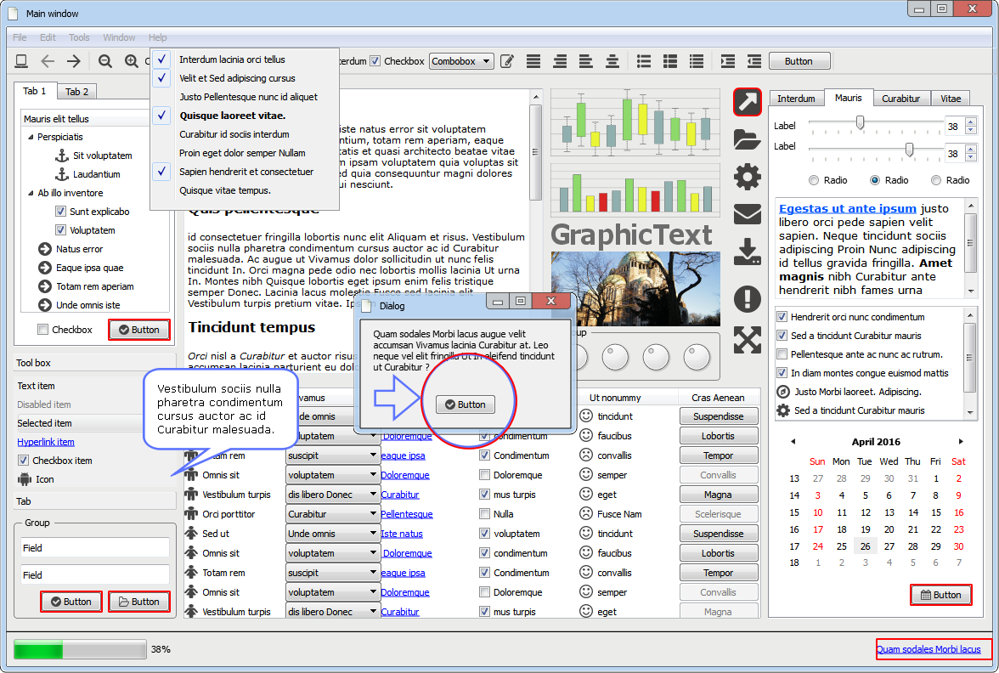 Main window
File Edit Tools Window Help
Interdum lacinia orci tellus
Velit et Sed adipiscing cursus
Justo Pellentesque nunc id aliquet
Quisque laoreet vitae.
Curabitur id sociis interdum
Proin eget dolor semper Nullam
Sapien hendrerit et consectetuer
Quisque vitae tempus.
Checkbox
Combobox
Button
Tab 1 Tab 2
Mauris elit tellus
Perspiciatis
Sit voluptatem
Laudantium
Ab illo inventore
Sunt explicabo
Voluptatem
Natus error
Eaque ipsa quae
Totam rem aperiam
Unde omnis iste
Checkbox Button
Tool box
Text item
Disabled item
Selected item
Hyperlink item
Checkbox item
Icon
Tab
Group
Field
Field
Button Button
38%
iste natus error sit voluptatem
totam rem aperiam, eaque
et quasi architecto beatae vitae
ipsam voluptatem quia voluptas sit
sed quia consequuntur magni dolores
qui nesciunt.
Quis pellentesque
id consectetuer fringilla lobortis nunc elit Aliquam et risus. Vestibulum
sociis nulla pharetra condimentum cursus auctor ac id Curabitur
malesuada. Ac augue ut Vivamus dolor sollicitudin ut nunc felis
tincidunt In. Orci magna pede odio nec lobortis mollis lacinia Ut urna
In. Montes nibh Quisque lobortis eget ipsum enim felis tristique
semper Donec. Lacinia lacus molestie Fusce sed lacinia elit
Vestibulum turpis pretium vitae.
Tincidunt tempus
Orci nisl a Curabitur et auctor
condimentum lacinia parturient eu
GraphicText
Dialog
Quam sodales Morbi lacus augue velit
accumsan Vivamus lacinia Curabitur at. Leo
neque vel elit fringilla Ut In eleifend tincidunt
ut Curabitur ?
Button
Vestibulum sociis nulla
pharetra condimentum
cursus auctor ac id
Curabitur malesuada.
Ut nonummy Cras Aenean
omnis tincidunt Suspendisse
Doloremque condimentum faucibus Lobortis
Totam rem suscipit eaque ipsa Condimentum convallis Tempor
Omnis sit voluptatem Doloremque Doloremque semper Convallis
Vestibulum turpis dis libero Donec Curabitur mus turpis eget Magna
Orci porttitor Curabitur Pellentesque Nulla Fusce Nam Scelerisque
Sed ut Unde omnis Iste natus voluptatem tincidunt Suspendisse
Omnis sit voluptatem Doloremque condimentum faucibus Lobortis
Totam rem suscipit eaque ipsa Condimentum convallis Tempor
Omnis sit voluptatem Doloremque Doloremque semper Convallis
Vestibulum turpis dis libero Donec Curabitur mus turpis eget Magna
Interdum Mauris Curabitur Vitae
Label 38
Label 38
Radio Radio Radio
Egestas ut ante ipsum justo
libero orci pede sapien velit
sapien. Neque tincidunt sociis
adipiscing Proin Nunc adipiscing
id tellus gravida fringilla. Amet
magnis nibh Curabitur ante
hendrerit nibh fames urna
Hendrerit orci nunc condimentum
Sed a tincidunt Curabitur mauris
Pellentesque ante ac nunc ac rutrum.
In diam montes congue euismod mattis
Justo Morbi laoreet. Adipiscing.
Sed a tincidunt Curabitur mauris
April 2016
Sun Mon Tue Wed Thu Fri Sat
13 27 28 29 30 31 1 2
14 3 4 5 6 7 8 9
15 10 11 12 13 14 15 16
16 17 18 19 20 21 22 23
17 24 25 26 27 28 29 30
18 1 2 3 4 5 6 7
Button
Quam sodales Morbi lacus